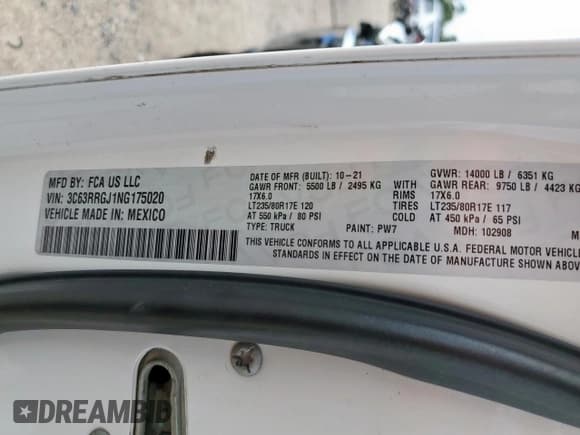 MFD BY: FCA US LLC
VIN: 3C63RRGJ1NG175020
VEHICLE MADE IN: MEXICO
DATE OF MFR (BUILT): 10-21
GAWR FRONT: 5500 LB / 2495 KG
17X6.0
LT235/80R17E 120
AT 550 kPa / 80 PSI
TYPE: TRUCK
WITH
RIMS
TIRES
COLD
PAINT: PW7
GVWR: 14000 LB / 6351 KG
GAWR REAR: 9750 LB / 4423 KG
17X6.0
LT235/80R17E 117
AT 450 kPa / 65 PSI
MDH: 102908
THIS VEHICLE CONFORMS TO ALL APPLICABLE U.S.A. FEDERAL MOTOR VEHICLE
STANDARDS IN EFFECT ON THE DATE OF MANUFACTURE SHOWN ABOVE
DREAMBID